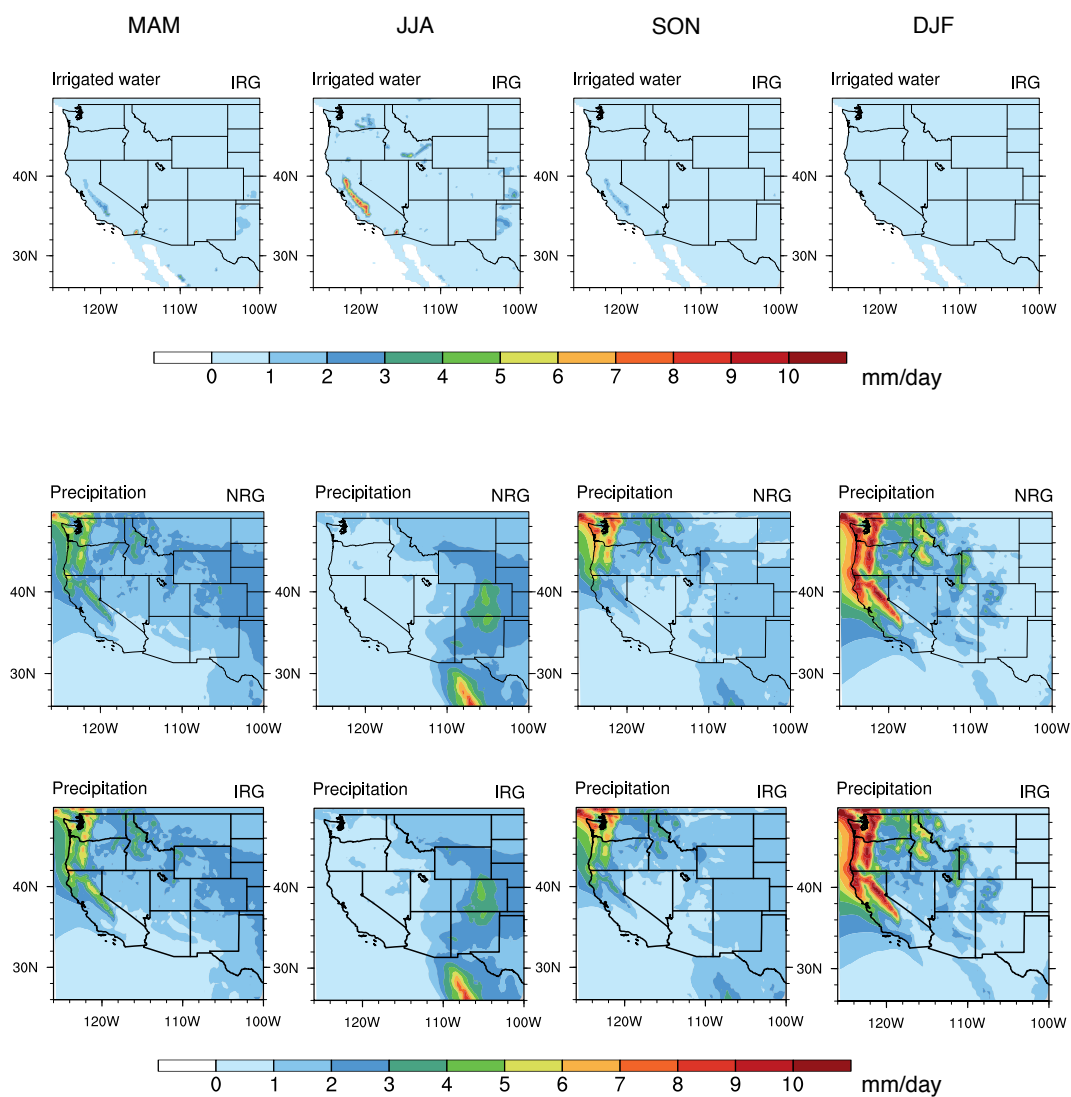 MAM JJA SON DJF
Irrigated water IRG Irrigated water IRG Irrigated water IRG Irrigated water IRG
40N 40N 40N 40N
30N 30N 30N 30N
120W 110W 100W 120W 110W 100W 120W 110W 100W 120W 110W 100W
0 1 2 3 4 5 6 7 8 9 10 mm/day
Precipitation NRG Precipitation NRG Precipitation NRG Precipitation NRG
40N 40N 40N 40N
30N 30N 30N 30N
120W 110W 100W 120W 110W 100W 120W 110W 100W 120W 110W 100W
Precipitation IRG Precipitation IRG Precipitation IRG Precipitation IRG
40N 40N 40N 40N
30N 30N 30N 30N
120W 110W 100W 120W 110W 100W 120W 110W 100W 120W 110W 100W
0 1 2 3 4 5 6 7 8 9 10 mm/day